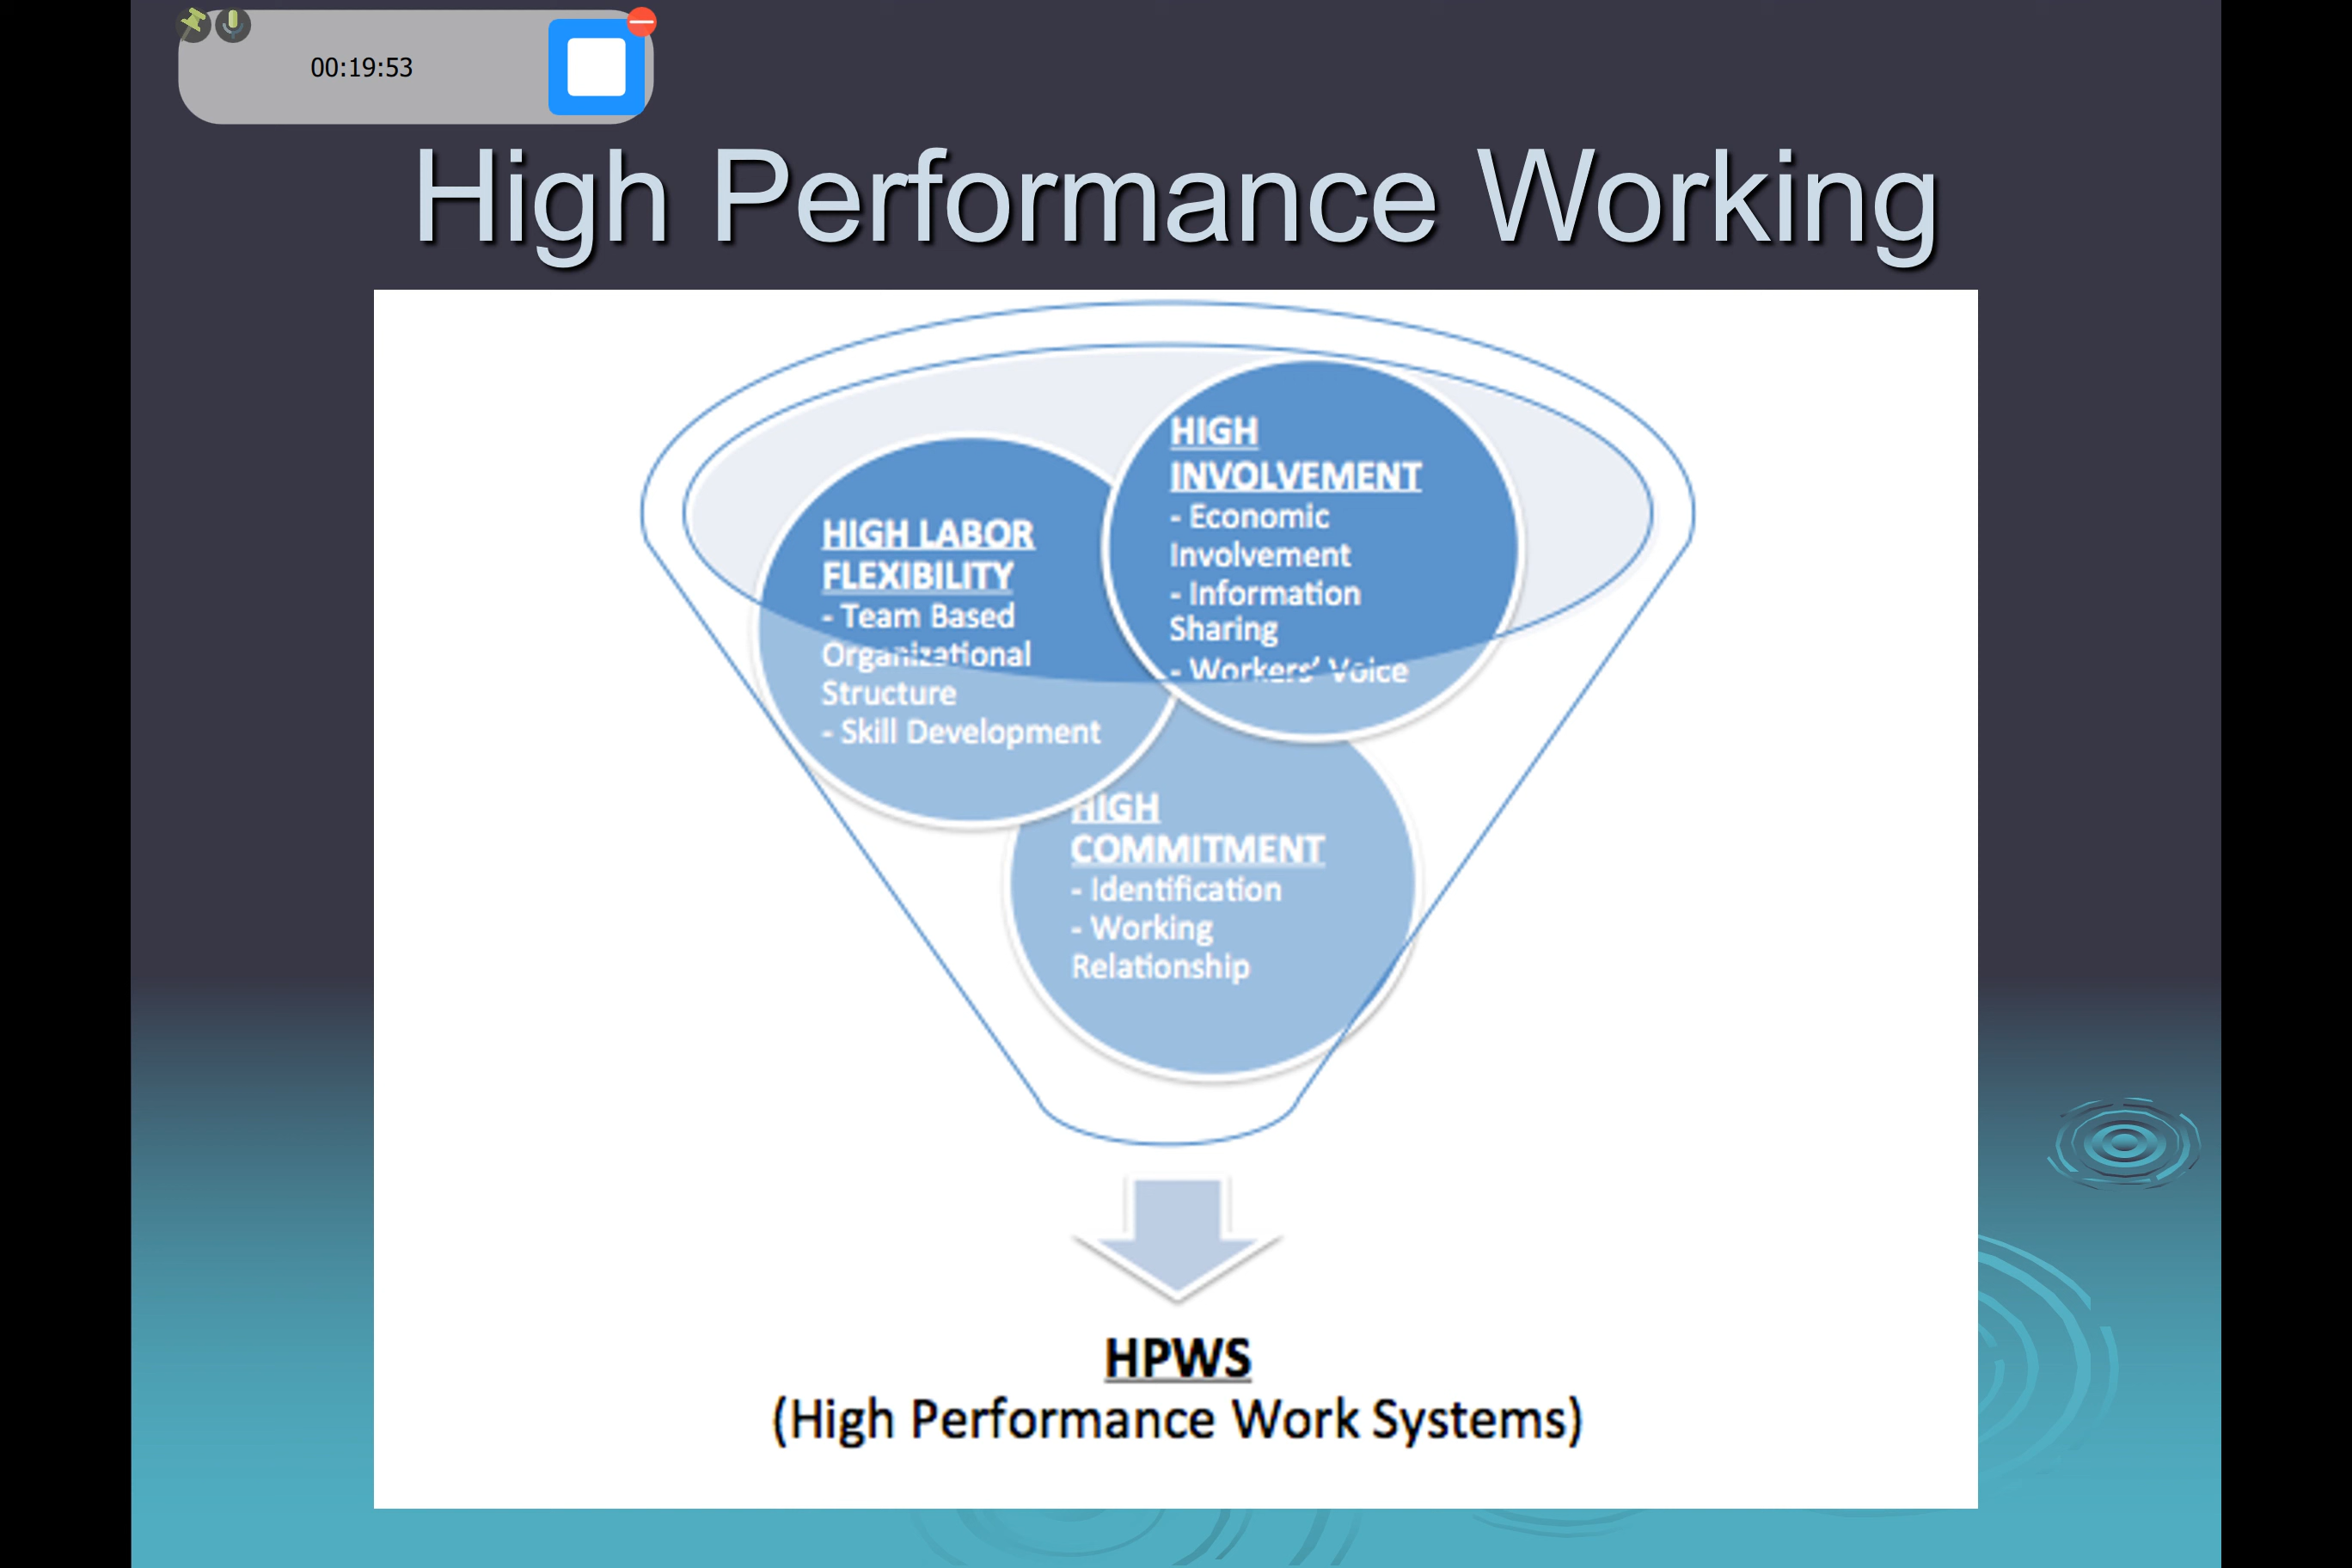 00:19:53
High Performance Working
HIGH LABOR
FLEXIBILITY
- Team Based
Organizational
Structure
- Skill Development
HIGH
INVOLVEMENT
- Economic
Involvement
- Information
Sharing
- Workers' Voice
HIGH
COMMITMENT
- Identification
- Working
Relationship
HPWS
(High Performance Work Systems)